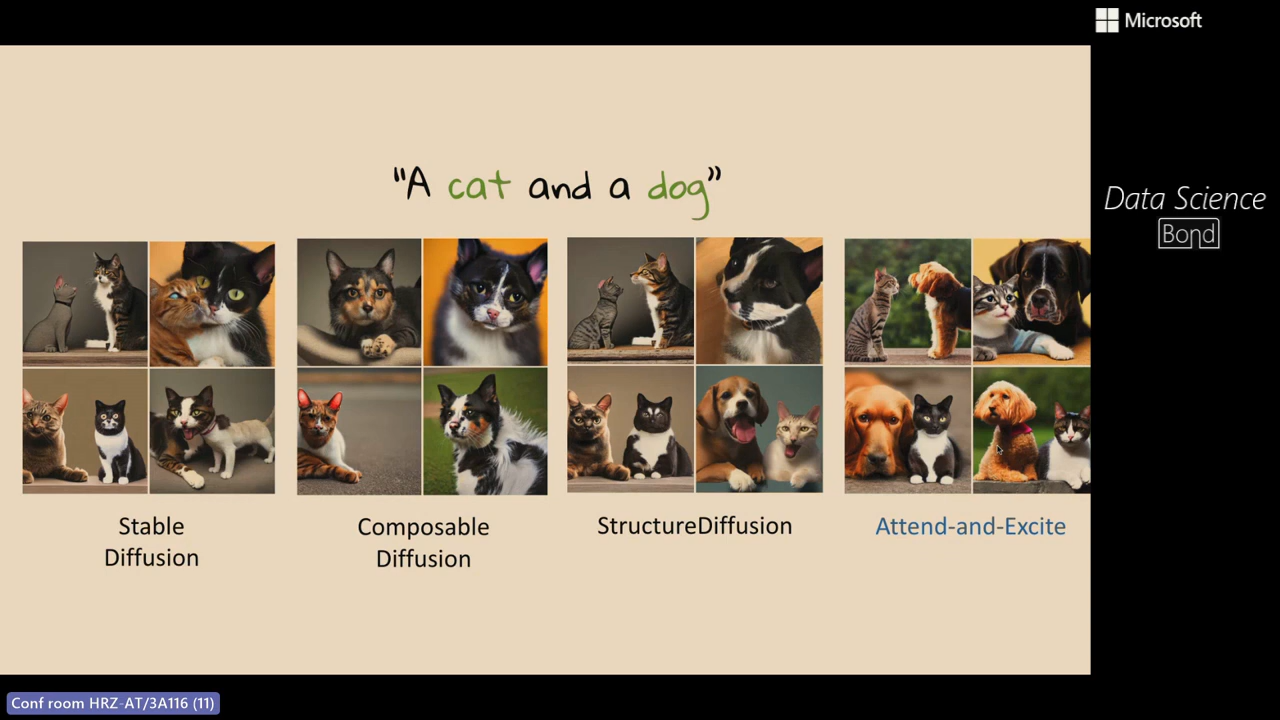 Microsoft
"A cat and a dog"
Data Science
Bond
Stable
Diffusion
Composable
Diffusion
StructureDiffusion
Attend-and-Excite
Conf room HRZ-AT/3A116 (11)